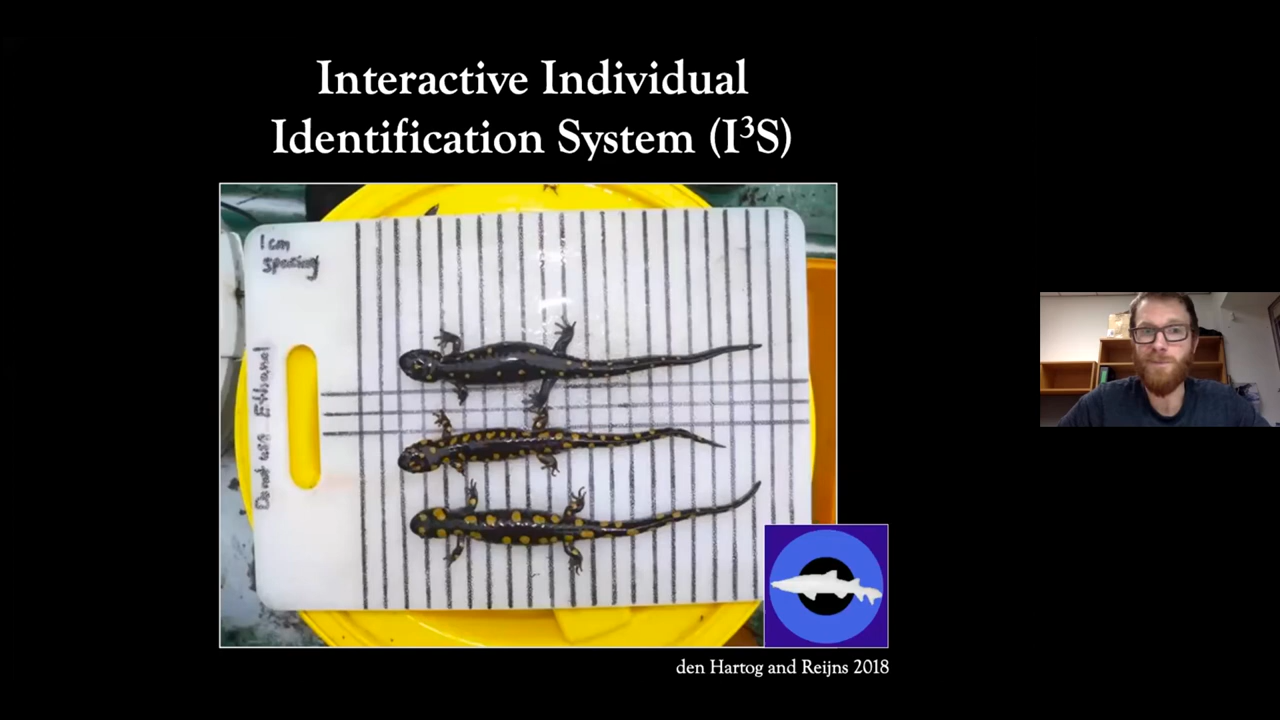 Interactive Individual
Identification System (I³S)
1 cm
spacing
Do not use Ethanol
den Hartog and Reijns 2018